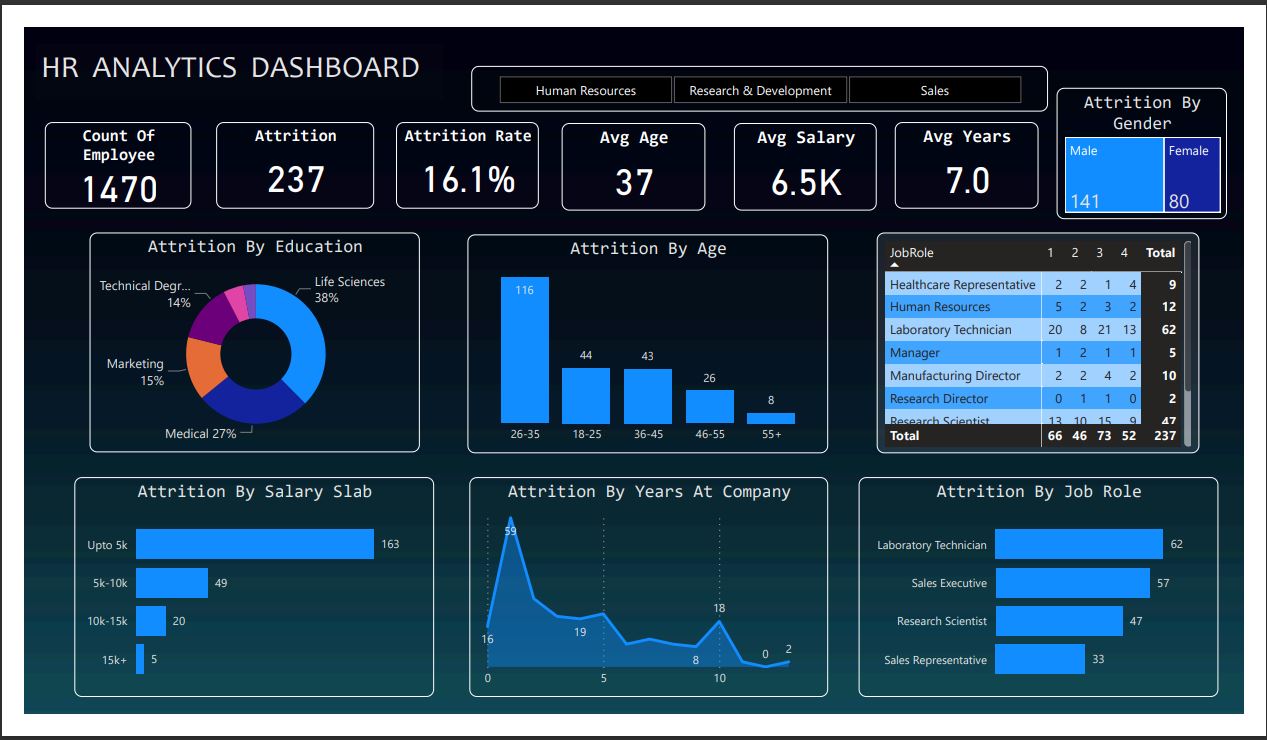 HR ANALYTICS DASHBOARD
Human Resources
Research & Development
Sales
Count Of
Employee
1470
Attrition
237
Attrition Rate
16.1%
Avg Age
37
Avg Salary
6.5K
Avg Years
7.0
Attrition By
Gender
Male
141
Female
80
Attrition By Education
Life Sciences
38%
Technical Degr...
14%
Marketing
15%
Medical 27%
Attrition By Age
116
44
43
26
8
26-35 18-25 36-45 46-55 55+
JobRole 1 2 3 4 Total
Healthcare Representative 2 2 1 4 9
Human Resources 5 2 3 2 12
Laboratory Technician 20 8 21 13 62
Manager 1 2 1 1 5
Manufacturing Director 2 2 4 2 10
Research Director 0 1 1 0 2
Research Scientist 13 10 15 9 47
Total 66 46 73 52 237
Attrition By Salary Slab
Upto 5k 163
5k-10k 49
10k-15k 20
15k+ 5
Attrition By Years At Company
59
16
19
8
18
0
2
0 5 10
Attrition By Job Role
Laboratory Technician 62
Sales Executive 57
Research Scientist 47
Sales Representative 33